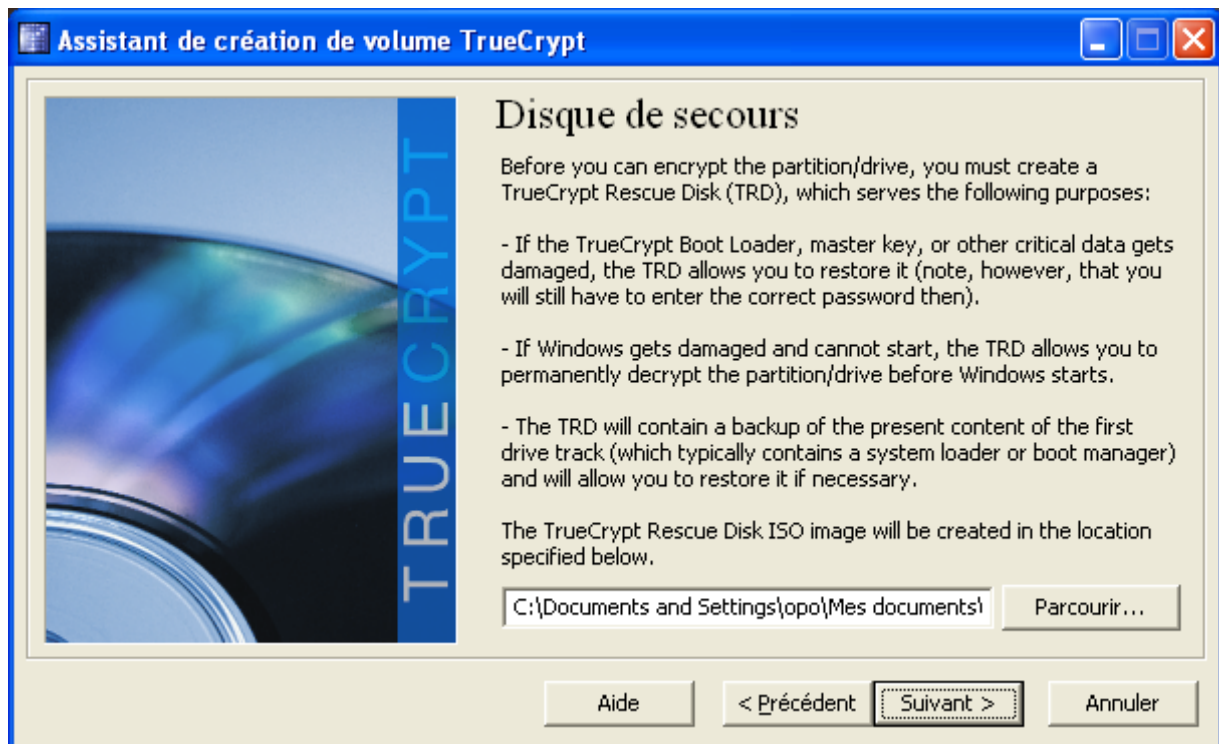 Assistant de création de volume TrueCrypt
TRUECRYPT
Disque de secours
Before you can encrypt the partition/drive, you must create a
TrueCrypt Rescue Disk (TRD), which serves the following purposes:
- If the TrueCrypt Boot Loader, master key, or other critical data gets
damaged, the TRD allows you to restore it (note, however, that you
will still have to enter the correct password then).
- If Windows gets damaged and cannot start, the TRD allows you to
permanently decrypt the partition/drive before Windows starts.
- The TRD will contain a backup of the present content of the first
drive track (which typically contains a system loader or boot manager)
and will allow you to restore it if necessary.
The TrueCrypt Rescue Disk ISO image will be created in the location
specified below.
C:\Documents and Settings\opo\Mes documents\
Parcourir...
Aide
< Précédent
Suivant >
Annuler